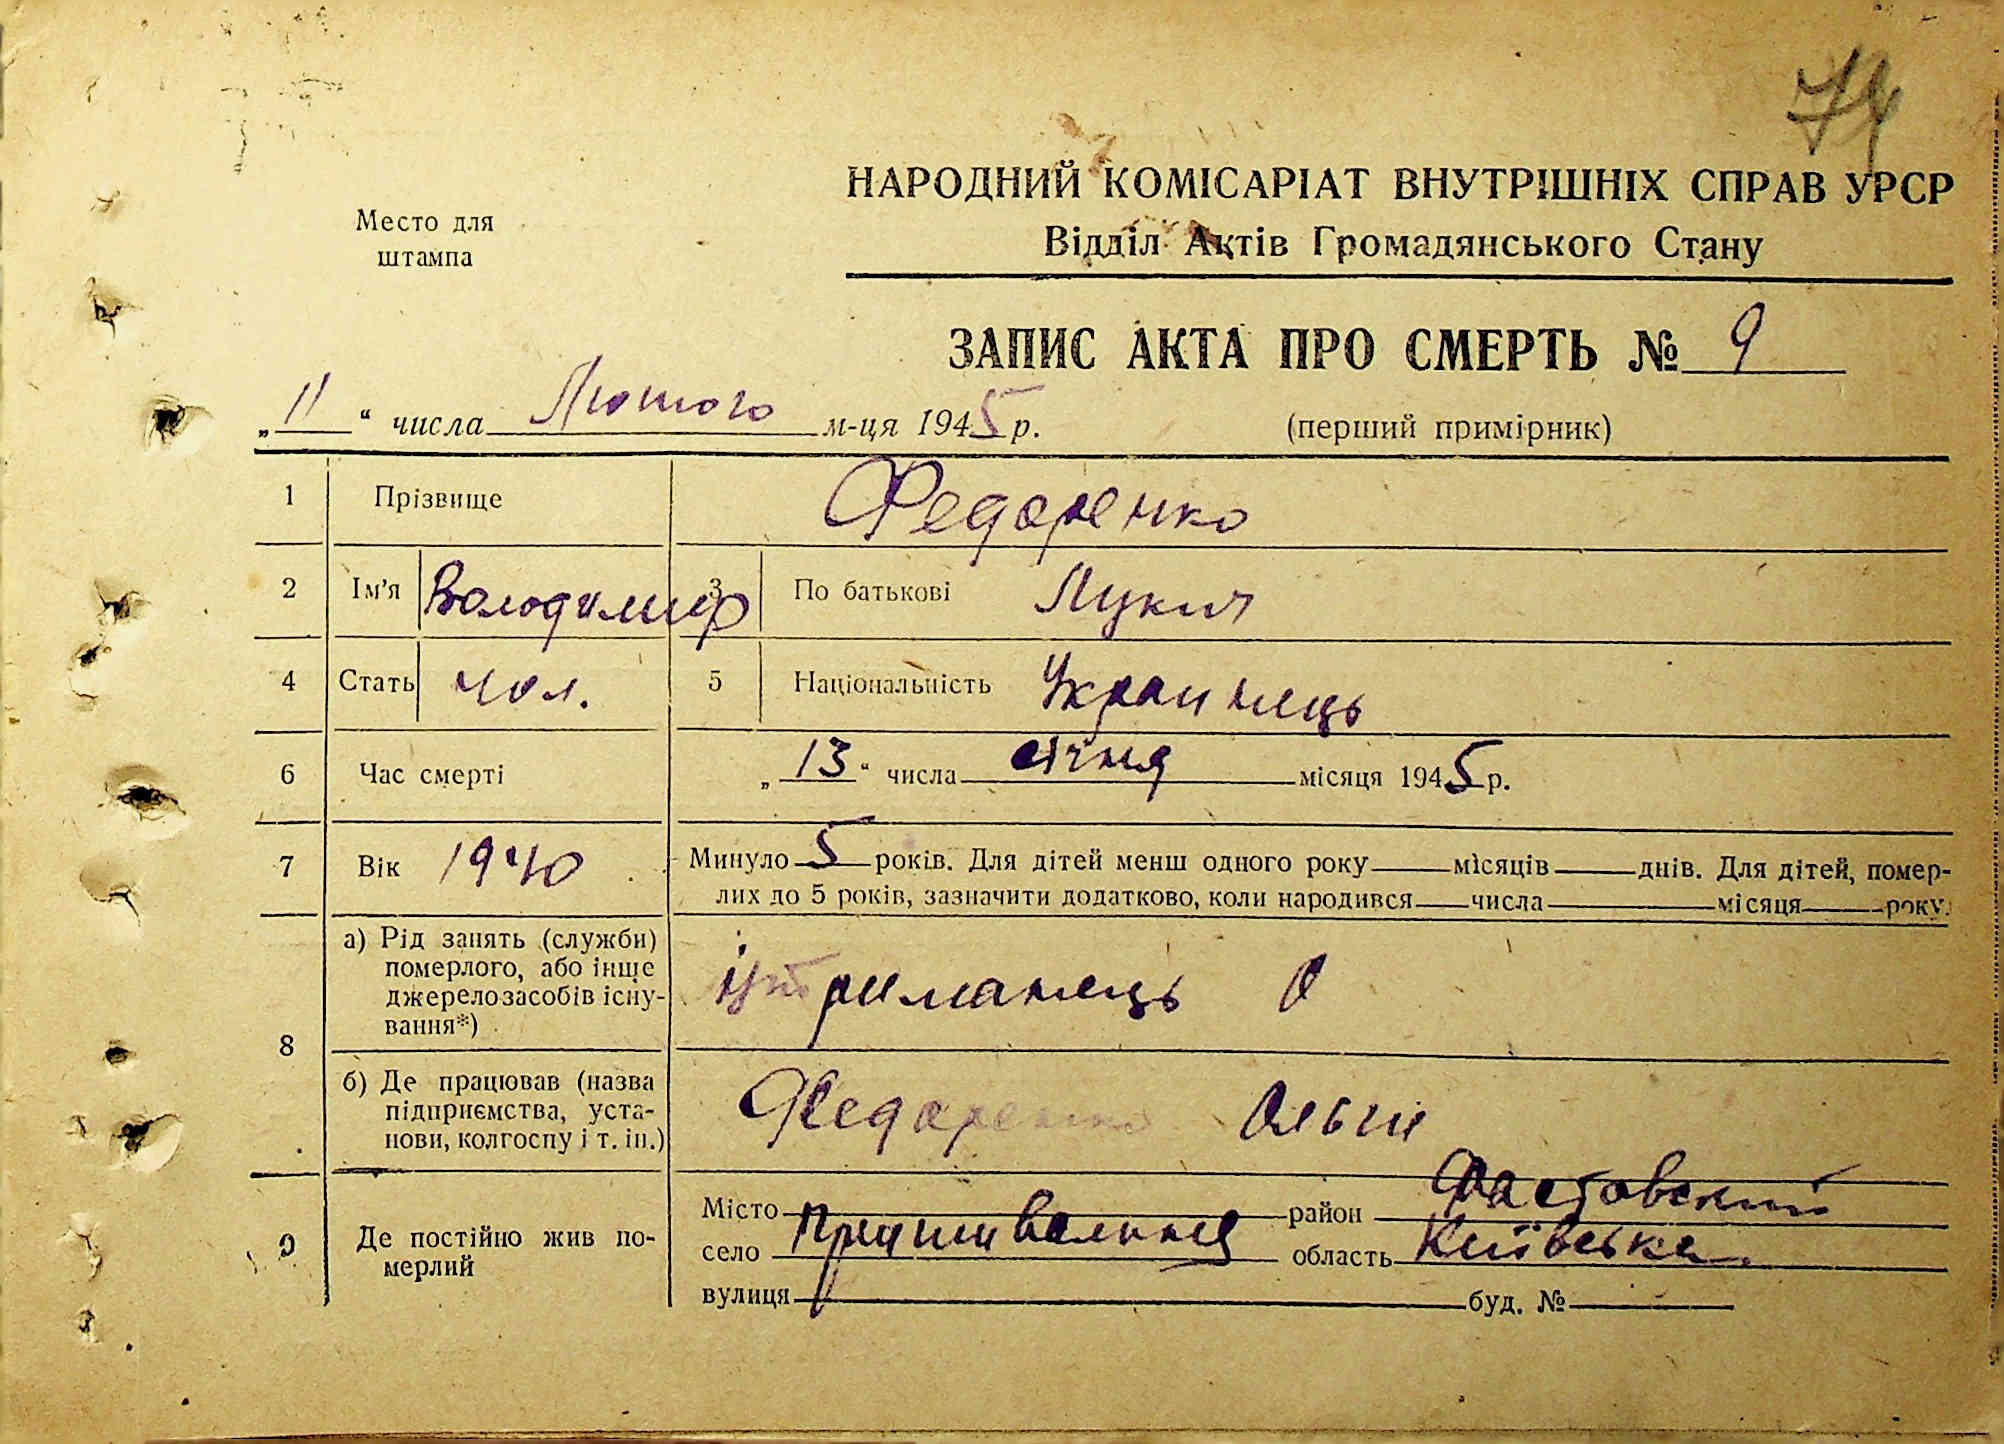 74
НАРОДНИЙ КОМІСАРІАТ ВНУТРІШНІХ СПРАВ УРСР
Место для штампа
Відділ Актів Громадянського Стану
ЗАПИС АКТА ПРО СМЕРТЬ № 9
„11“ числа Лютого м-ця 1945 р.
(перший примірник)
1 Прізвище Федоренко
2 Ім'я Володимир 3 По батькові Лукич
4 Стать чол. 5 Національність Украинець
6 Час смерті „13“ числа січня місяця 1945 р.
7 Вік 1940 Минуло 5 років. Для дітей менш одного року місяців днів. Для дітей, помер-
лих до 5 років, зазначити додатково, коли народився числа місяця року.
8 а) Рід занять (служби)
померлого, або інше
джерело засобів існу-
вання*)
утриманець
б) Де працював (назва
підприємства, уста-
нови, колгоспу і т. ін.)
Федоренко Ольги
9 Де постійно жив по-
мерлий
Місто район Фастовский
село Пришивальня область Київська.
вулиця буд. №